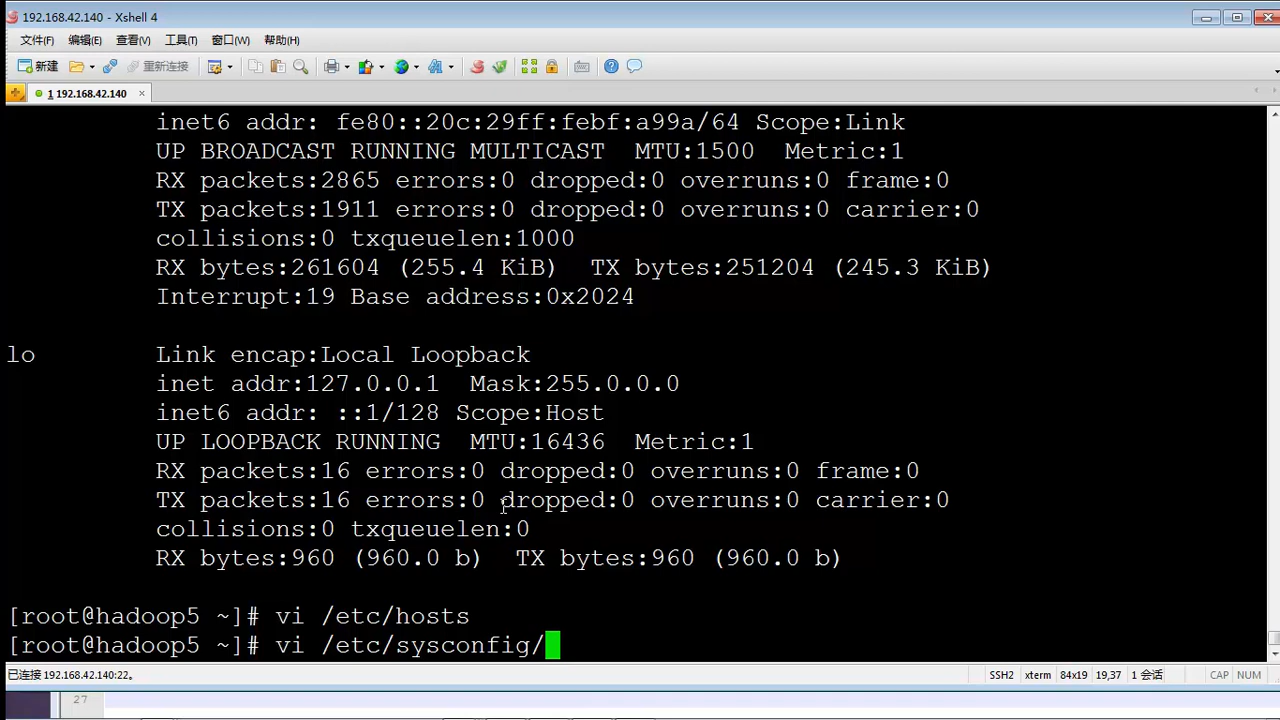 192.168.42.140 - Xshell 4
文件(F) 编辑(E) 查看(V) 工具(T) 窗口(W) 帮助(H)
新建 重新连接
1 192.168.42.140
inet6 addr: fe80::20c:29ff:febf:a99a/64 Scope:Link
UP BROADCAST RUNNING MULTICAST  MTU:1500  Metric:1
RX packets:2865 errors:0 dropped:0 overruns:0 frame:0
TX packets:1911 errors:0 dropped:0 overruns:0 carrier:0
collisions:0 txqueuelen:1000
RX bytes:261604 (255.4 KiB)  TX bytes:251204 (245.3 KiB)
Interrupt:19 Base address:0x2024
lo        Link encap:Local Loopback
inet addr:127.0.0.1  Mask:255.0.0.0
inet6 addr: ::1/128 Scope:Host
UP LOOPBACK RUNNING  MTU:16436  Metric:1
RX packets:16 errors:0 dropped:0 overruns:0 frame:0
TX packets:16 errors:0 dropped:0 overruns:0 carrier:0
collisions:0 txqueuelen:0
RX bytes:960 (960.0 b)  TX bytes:960 (960.0 b)
[root@hadoop5 ~]# vi /etc/hosts
[root@hadoop5 ~]# vi /etc/sysconfig/
已连接 192.168.42.140:22。 SSH2 xterm 84x19 19,37 1 会话 CAP NUM
27